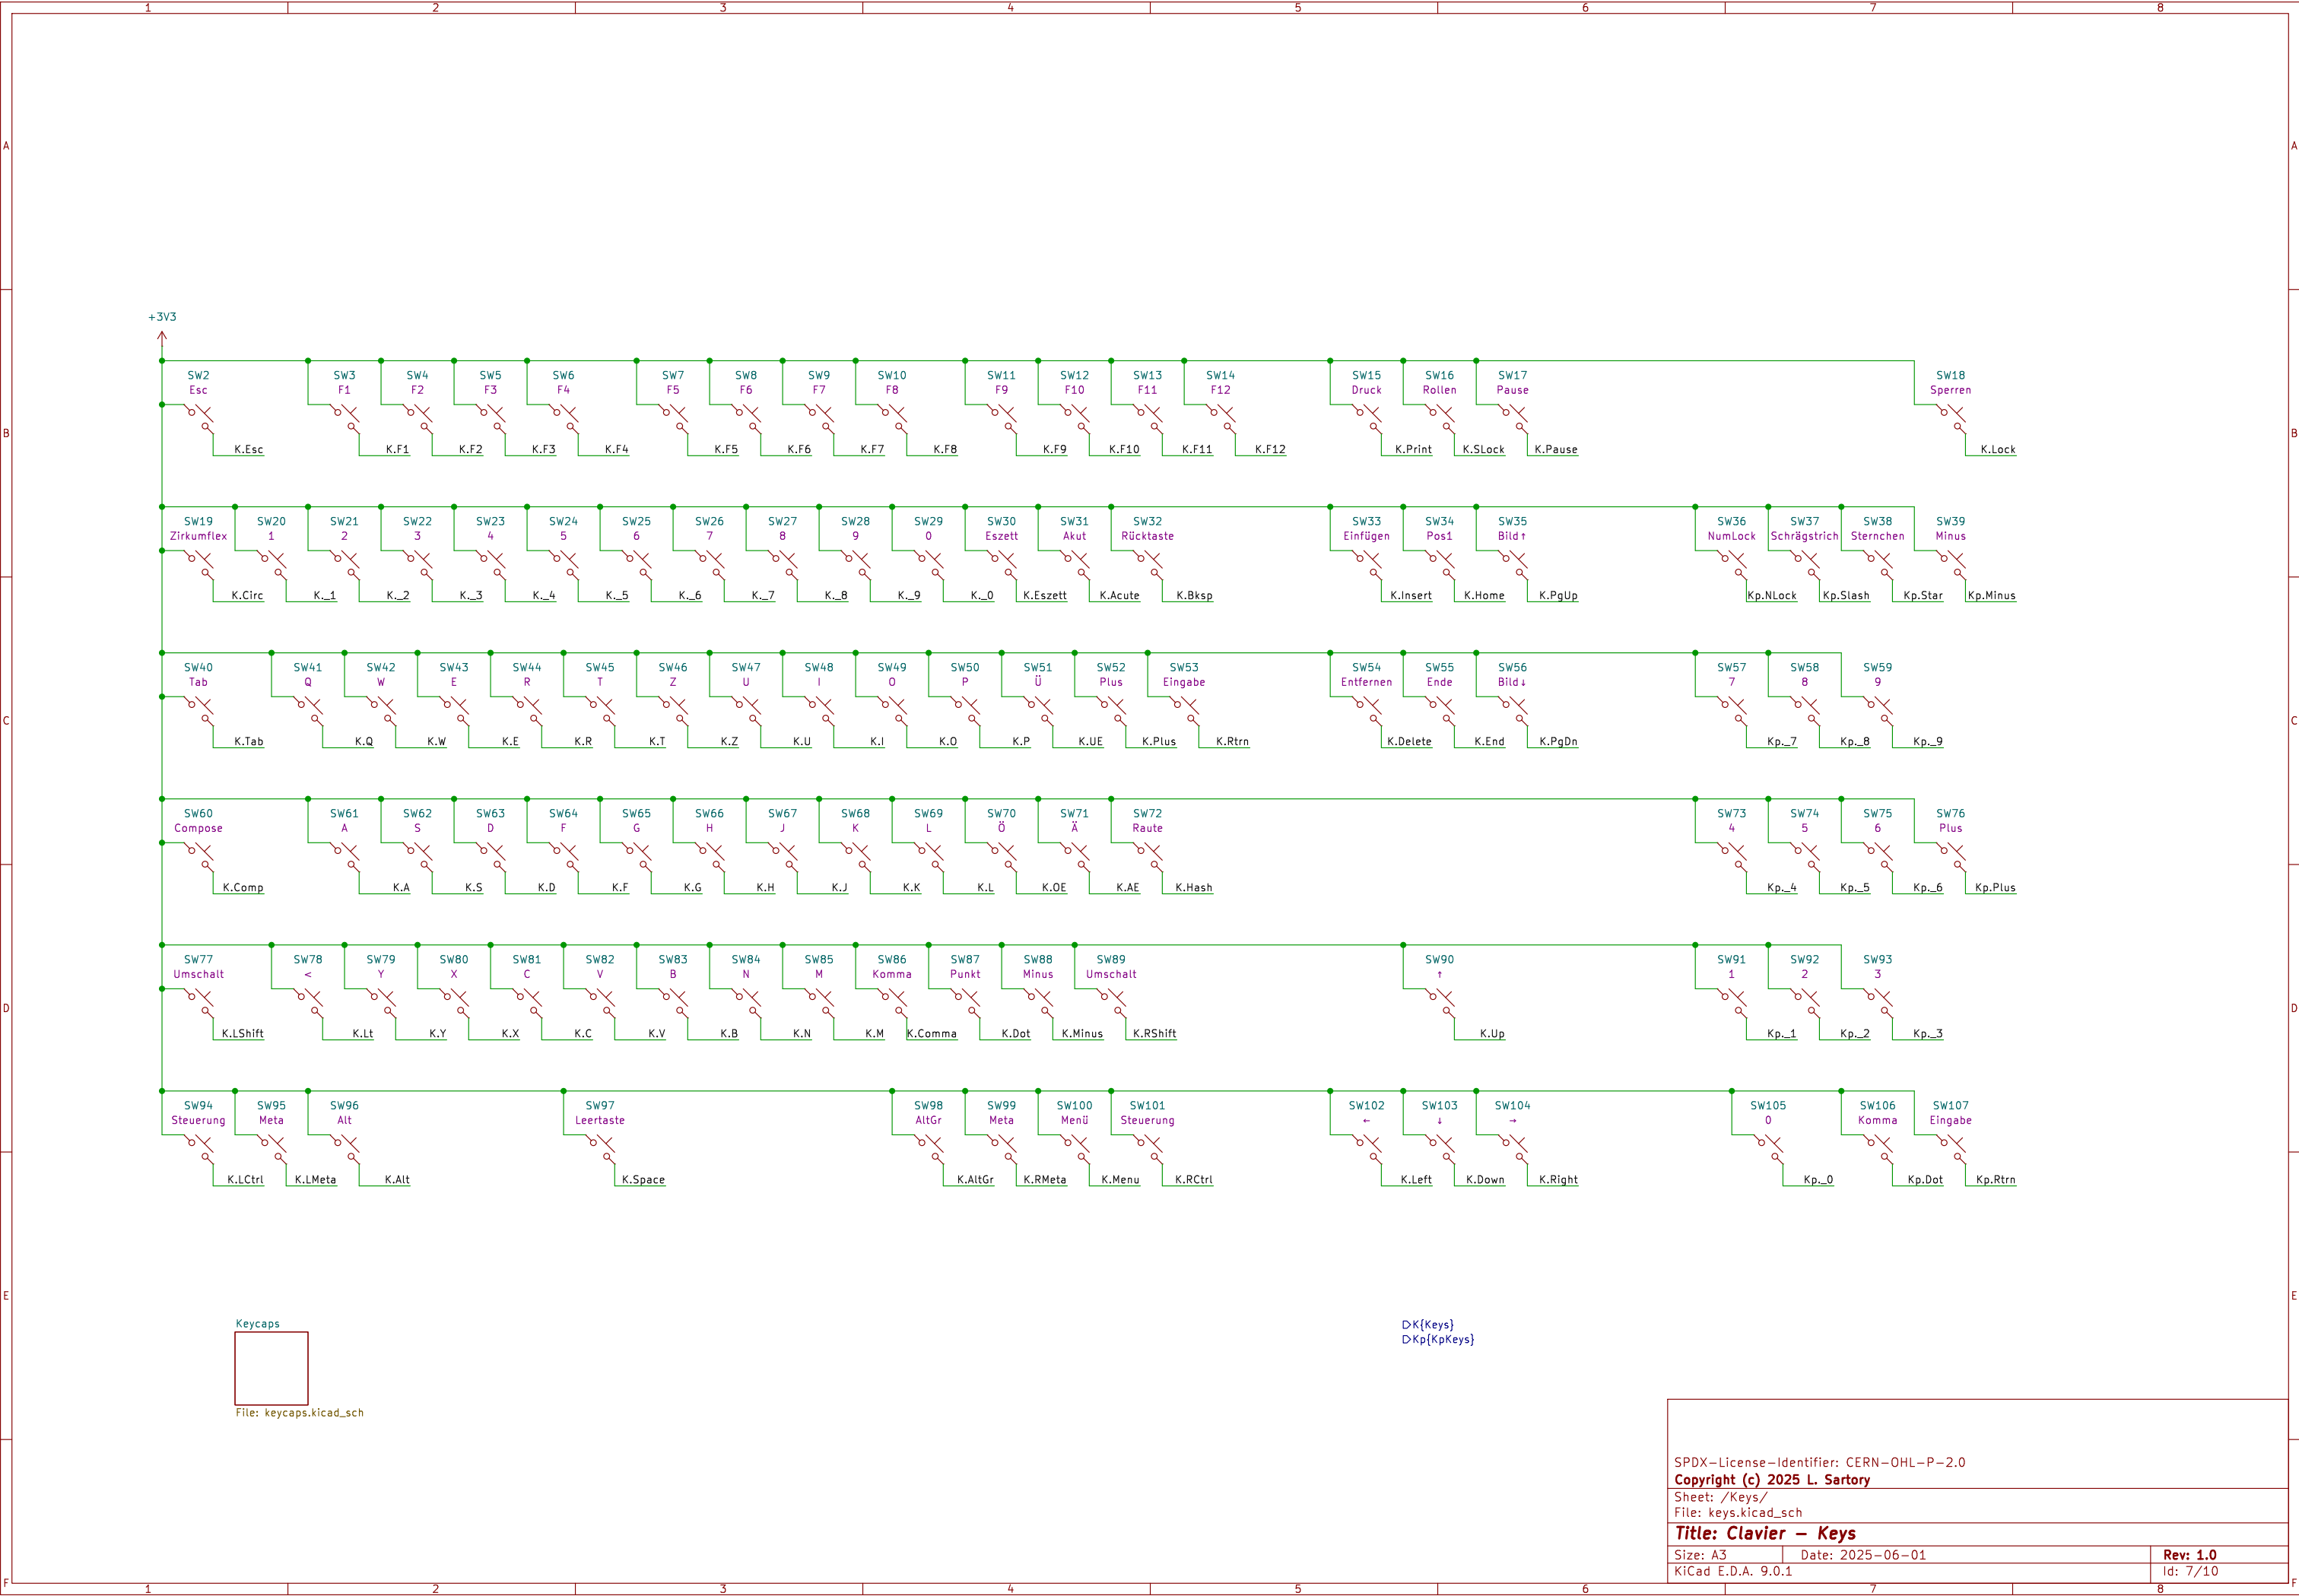 1 2 3 4 5 6 7 8
A A
+3V3
SW2 SW3 SW4 SW5 SW6 SW7 SW8 SW9 SW10 SW11 SW12 SW13 SW14 SW15 SW16 SW17 SW18
Esc F1 F2 F3 F4 F5 F6 F7 F8 F9 F10 F11 F12 Druck Rollen Pause Sperren
B B
K.Esc K.F1 K.F2 K.F3 K.F4 K.F5 K.F6 K.F7 K.F8 K.F9 K.F10 K.F11 K.F12 K.Print K.SLock K.Pause K.Lock
SW19 SW20 SW21 SW22 SW23 SW24 SW25 SW26 SW27 SW28 SW29 SW30 SW31 SW32 SW33 SW34 SW35 SW36 SW37 SW38 SW39
Zirkumflex 1 2 3 4 5 6 7 8 9 0 Eszett Akut Rücktaste Einfügen Pos1 Bild↑ NumLock Schrägstrich Sternchen Minus
K.Circ K._1 K._2 K._3 K._4 K._5 K._6 K._7 K._8 K._9 K._0 K.Eszett K.Acute K.Bksp K.Insert K.Home K.PgUp Kp.NLock Kp.Slash Kp.Star Kp.Minus
SW40 SW41 SW42 SW43 SW44 SW45 SW46 SW47 SW48 SW49 SW50 SW51 SW52 SW53 SW54 SW55 SW56 SW57 SW58 SW59
Tab Q W E R T Z U I O P Ü Plus Eingabe Entfernen Ende Bild↓ 7 8 9
C C
K.Tab K.Q K.W K.E K.R K.T K.Z K.U K.I K.O K.P K.UE K.Plus K.Rtrn K.Delete K.End K.PgDn Kp._7 Kp._8 Kp._9
SW60 SW61 SW62 SW63 SW64 SW65 SW66 SW67 SW68 SW69 SW70 SW71 SW72 SW73 SW74 SW75 SW76
Compose A S D F G H J K L Ö Ä Raute 4 5 6 Plus
K.Comp K.A K.S K.D K.F K.G K.H K.J K.K K.L K.OE K.AE K.Hash Kp._4 Kp._5 Kp._6 Kp.Plus
SW77 SW78 SW79 SW80 SW81 SW82 SW83 SW84 SW85 SW86 SW87 SW88 SW89 SW90 SW91 SW92 SW93
Umschalt < Y X C V B N M Komma Punkt Minus Umschalt ↑ 1 2 3
D D
K.LShift K.Lt K.Y K.X K.C K.V K.B K.N K.M K.Comma K.Dot K.Minus K.RShift K.Up Kp._1 Kp._2 Kp._3
SW94 SW95 SW96 SW97 SW98 SW99 SW100 SW101 SW102 SW103 SW104 SW105 SW106 SW107
Steuerung Meta Alt Leertaste AltGr Meta Menü Steuerung ← ↓ → 0 Komma Eingabe
K.LCtrl K.LMeta K.Alt K.Space K.AltGr K.RMeta K.Menu K.RCtrl K.Left K.Down K.Right Kp._0 Kp.Dot Kp.Rtrn
E E
Keycaps
File: keycaps.kicad_sch
K{Keys}
Kp{KpKeys}
SPDX-License-Identifier: CERN-OHL-P-2.0
Copyright (c) 2025 L. Sartory
Sheet: /Keys/
File: keys.kicad_sch
Title: Clavier - Keys
Size: A3 Date: 2025-06-01 Rev: 1.0
KiCad E.D.A. 9.0.1 Id: 7/10
F F
1 2 3 4 5 6 7 8